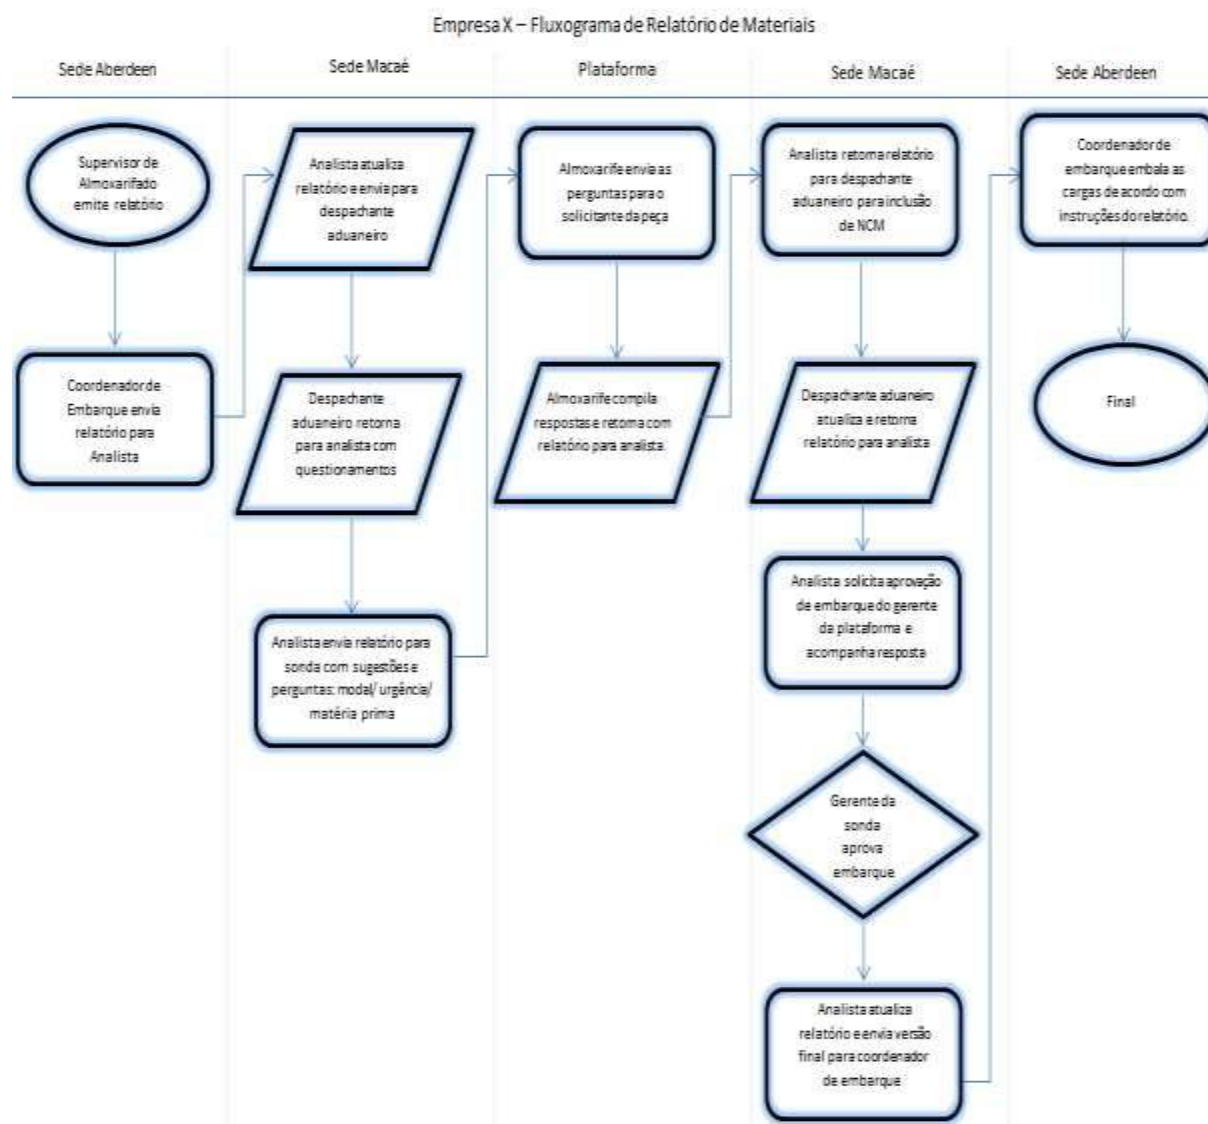 Empresa X – Fluxograma de Relatório de Materiais
Sede Aberdeen
Sede Macaé
Plataforma
Sede Macaé
Sede Aberdeen
Supervisor de
Almoxarifado
emite relatório
Coordenador de
Embarque envia
relatório para
Analista
Analista atualiza
relatório e envia para
despachante
aduaneiro
Despachante
aduaneiro retorna
para analista com
questionamentos
Analista envia relatório para
sonda com sugestões e
perguntas: modal/ urgência/
matéria prima
Almoxarife envia as
perguntas para o
solicitante da peça
Almoxarife compila
respostas e retorna com
relatório para analista.
Analista retorna relatório
para despachante
aduaneiro para inclusão
de NCM
Despachante aduaneiro
atualiza e retorna
relatório para analista
Analista solicita aprovação
de embarque do gerente
da plataforma e
acompanha resposta
Gerente da
sonda
aprova
embarque
Analista atualiza
relatório e envia versão
final para coordenador
de embarque
Coordenador de
embarque embala as
cargas de acordo com
instruções do relatório.
Final